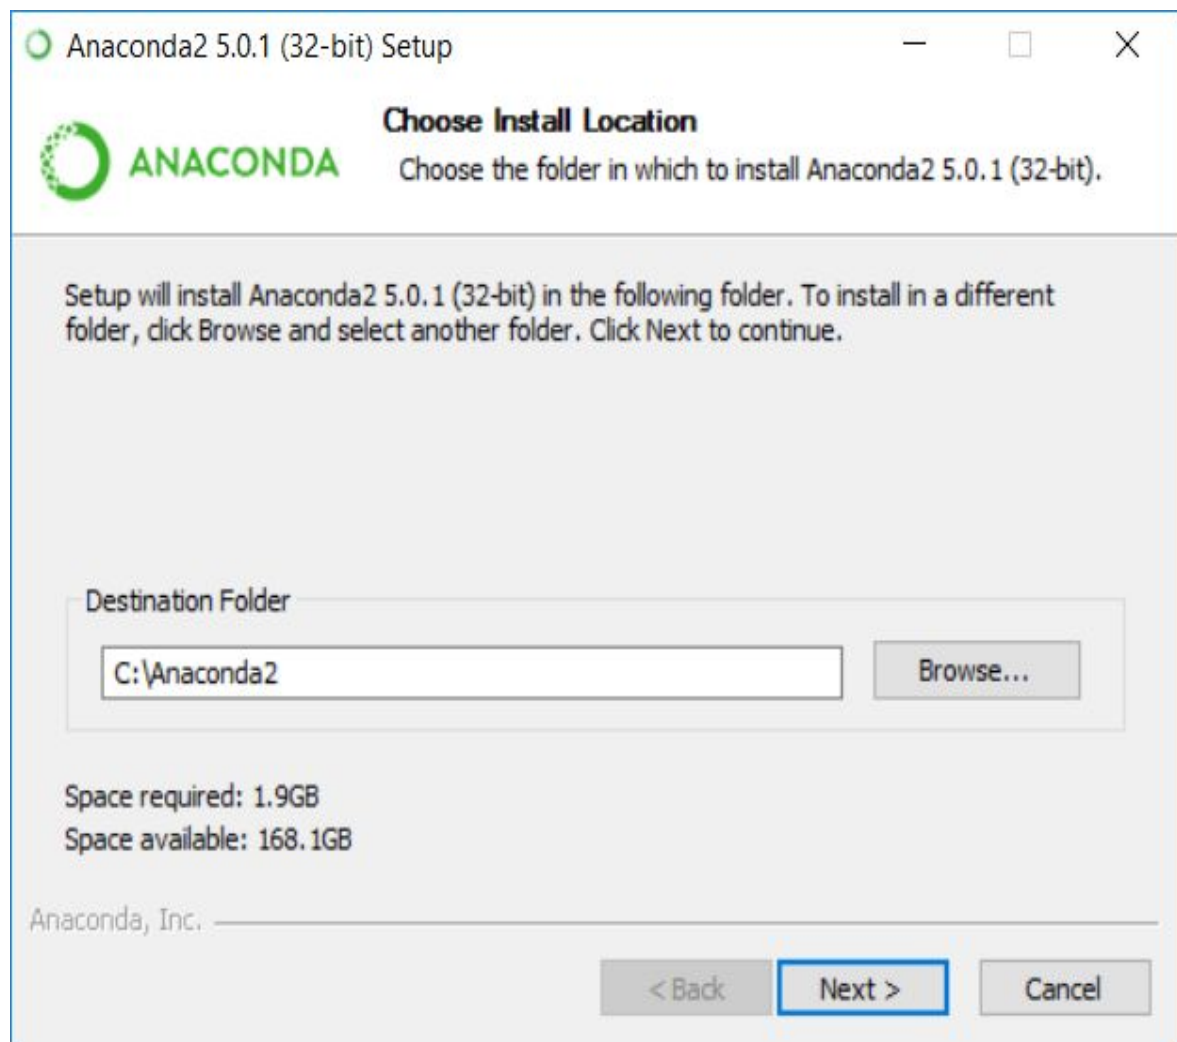 Anaconda2 5.0.1 (32-bit) Setup
ANACONDA
Choose Install Location
Choose the folder in which to install Anaconda2 5.0.1 (32-bit).
Setup will install Anaconda2 5.0.1 (32-bit) in the following folder. To install in a different
folder, click Browse and select another folder. Click Next to continue.
Destination Folder
C:\Anaconda2
Browse...
Space required: 1.9GB
Space available: 168.1GB
Anaconda, Inc.
< Back
Next >
Cancel